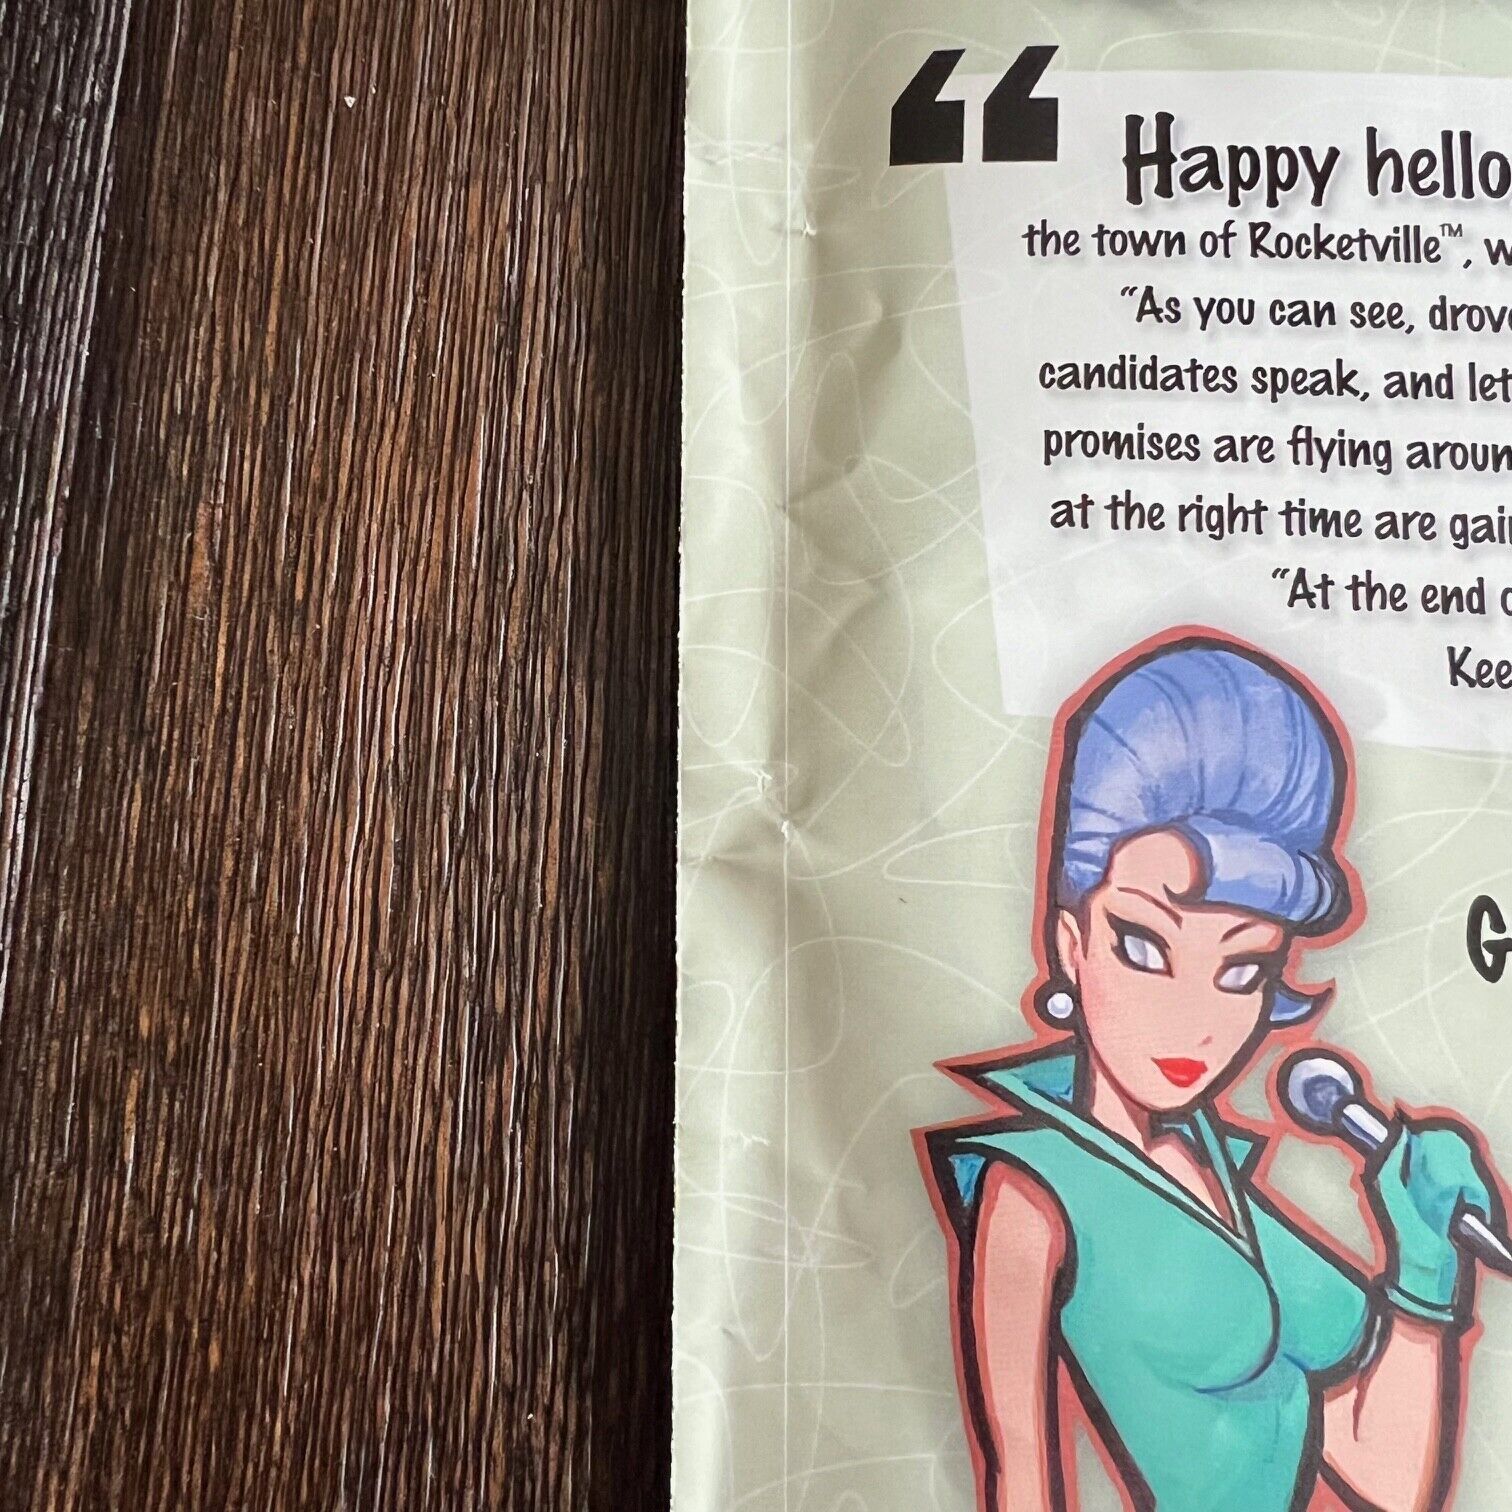 “
Happy hello
the town of Rocketville™, w
“As you can see, drove
candidates speak, and let
promises are flying aroun
at the right time are gai
“At the end o
Kee
G